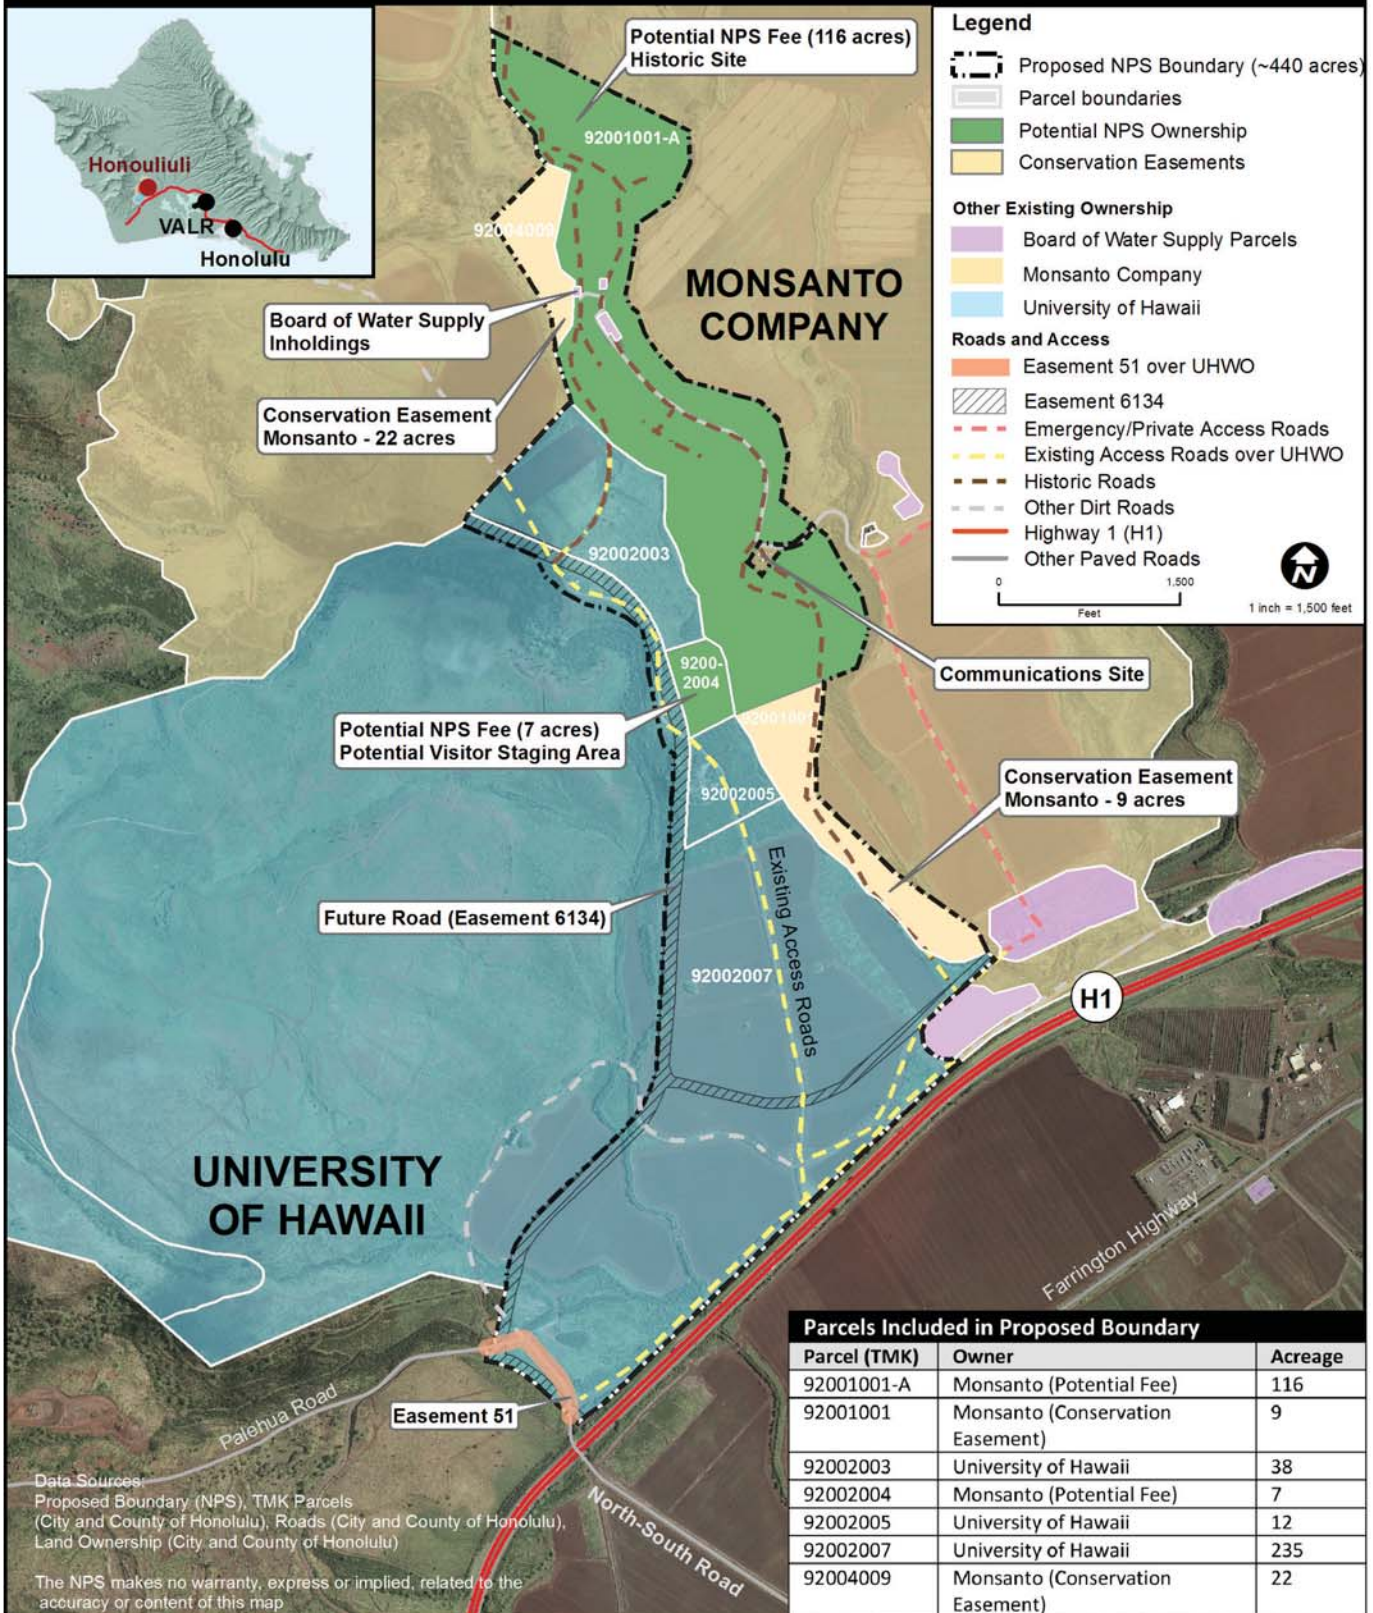 Honouliuli
VALR
Honolulu
Potential NPS Fee (116 acres)
Historic Site
92001001-A
92004009
MONSANTO
COMPANY
Board of Water Supply
Inholdings
Conservation Easement
Monsanto - 22 acres
92002003
9200-
2004
Communications Site
Potential NPS Fee (7 acres)
Potential Visitor Staging Area
92001001
92002005
Conservation Easement
Monsanto - 9 acres
Existing Access Roads
Future Road (Easement 6134)
92002007
H1
UNIVERSITY
OF HAWAII
Farrington Highway
Easement 51
Palehua Road
North-South Road
Legend
Proposed NPS Boundary (~440 acres)
Parcel boundaries
Potential NPS Ownership
Conservation Easements
Other Existing Ownership
Board of Water Supply Parcels
Monsanto Company
University of Hawaii
Roads and Access
Easement 51 over UHWO
Easement 6134
Emergency/Private Access Roads
Existing Access Roads over UHWO
Historic Roads
Other Dirt Roads
Highway 1 (H1)
Other Paved Roads
0 1,500
Feet
N
1 inch = 1,500 feet
Data Sources:
Proposed Boundary (NPS), TMK Parcels
(City and County of Honolulu), Roads (City and County of Honolulu),
Land Ownership (City and County of Honolulu)
The NPS makes no warranty, express or implied, related to the
accuracy or content of this map
Parcels Included in Proposed Boundary
Parcel (TMK) Owner Acreage
92001001-A Monsanto (Potential Fee) 116
92001001 Monsanto (Conservation 9
Easement)
92002003 University of Hawaii 38
92002004 Monsanto (Potential Fee) 7
92002005 University of Hawaii 12
92002007 University of Hawaii 235
92004009 Monsanto (Conservation 22
Easement)